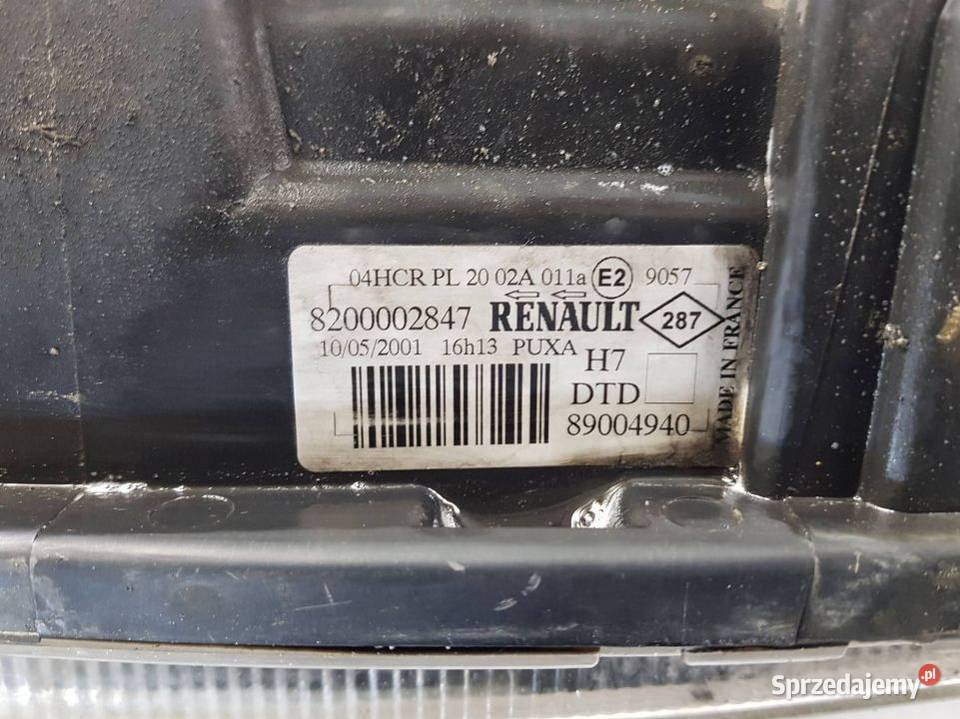 04HCR PL 20 02A 011a E2 9057
8200002847 RENAULT 287
10/05/2001 16h13 PUXA H7
DTD
89004940
MADE IN FRANCE
Sprzedajemy.pl